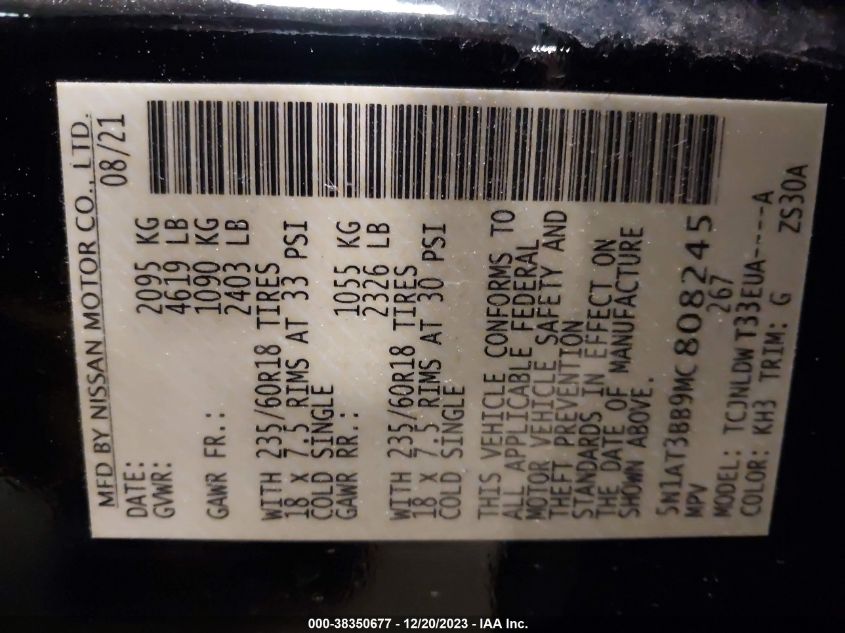 MFD BY NISSAN MOTOR CO., LTD.
DATE: 08/21
GVWR: 2095 KG
4619 LB
GAWR FR.: 1090 KG
2403 LB
WITH 235/60R18 TIRES
18 X 7.5 RIMS AT 33 PSI
COLD SINGLE
GAWR RR.: 1055 KG
2326 LB
WITH 235/60R18 TIRES
18 X 7.5 RIMS AT 30 PSI
COLD SINGLE
THIS VEHICLE CONFORMS TO
ALL APPLICABLE FEDERAL
MOTOR VEHICLE SAFETY AND
THEFT PREVENTION
STANDARDS IN EFFECT ON
THE DATE OF MANUFACTURE
SHOWN ABOVE.
5N1AT3BB9MC808245
MPV 267
MODEL: TCJNLDWT33EUA----A
COLOR: KH3 TRIM: G ZS30A
000-38350677 - 12/20/2023 - IAA Inc.